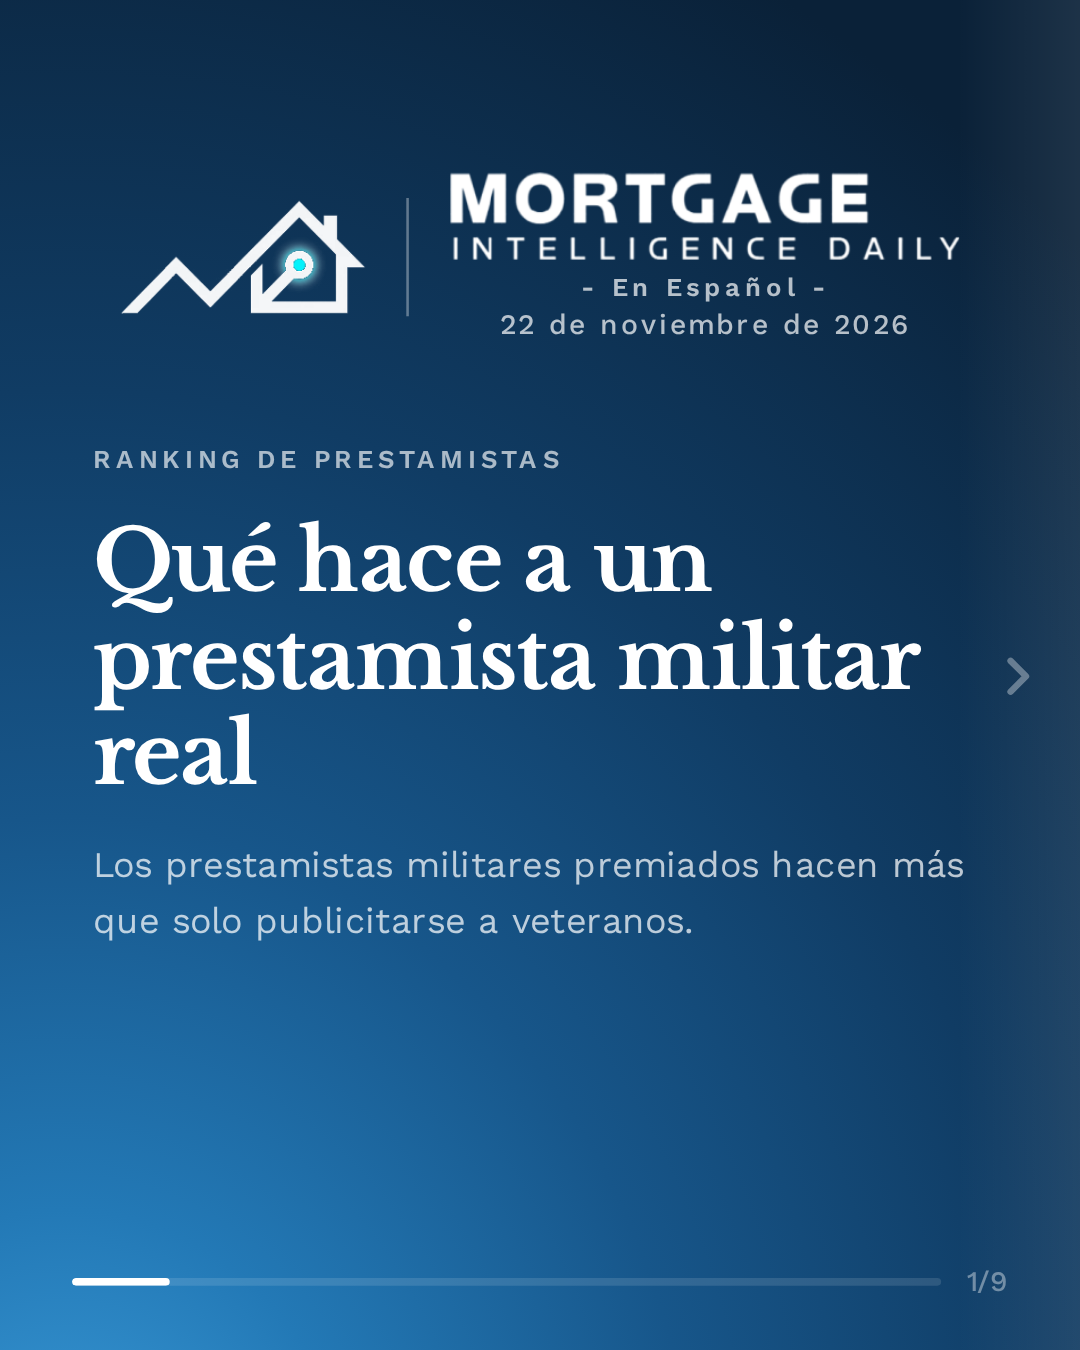 MORTGAGE
INTELLIGENCE DAILY
- En Español -
22 de noviembre de 2026
RANKING DE PRESTAMISTAS
Qué hace a un
prestamista militar
real
Los prestamistas militares premiados hacen más
que solo publicitarse a veteranos.
1/9